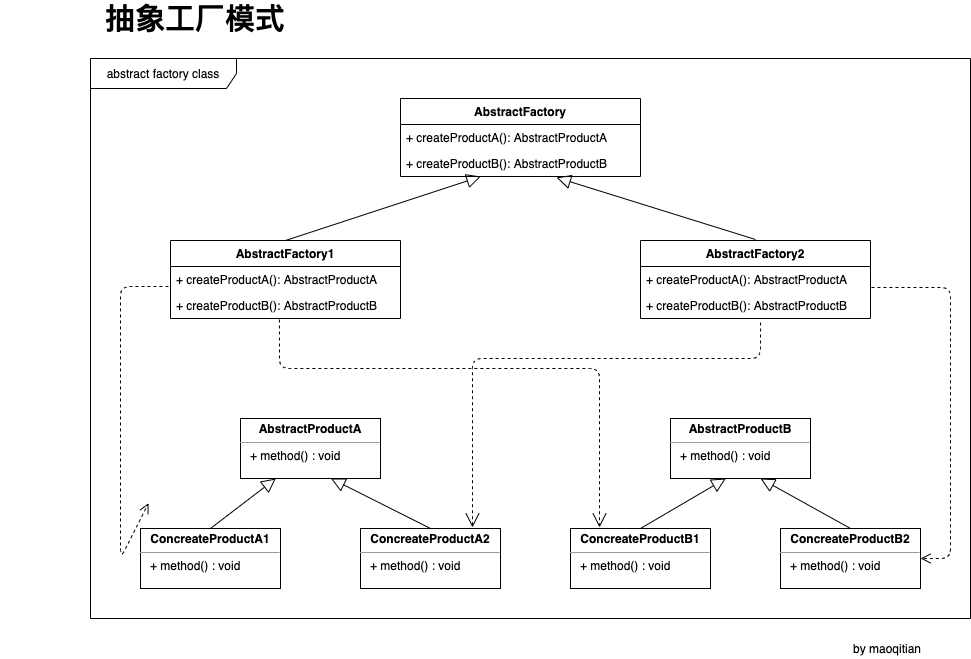 抽象工厂模式
abstract factory class
AbstractFactory
+ createProductA(): AbstractProductA
+ createProductB(): AbstractProductB
AbstractFactory1
+ createProductA(): AbstractProductA
+ createProductB(): AbstractProductB
AbstractFactory2
+ createProductA(): AbstractProductA
+ createProductB(): AbstractProductB
AbstractProductA
+ method() : void
AbstractProductB
+ method() : void
ConcreateProductA1
+ method() : void
ConcreateProductA2
+ method() : void
ConcreateProductB1
+ method() : void
ConcreateProductB2
+ method() : void
by maoqitian